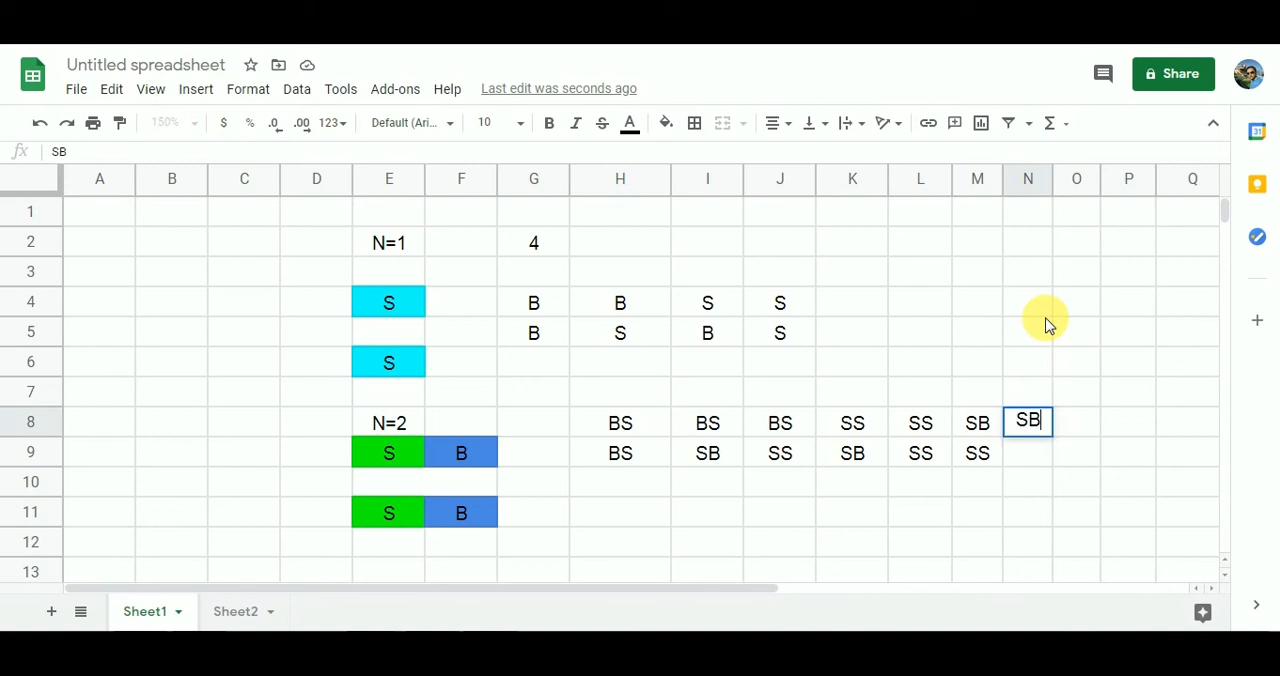 Untitled spreadsheet
File Edit View Insert Format Data Tools Add-ons Help Last edit was seconds ago
Share
150% $ % .0 .00 123 Default (Ari... 10 B I S A
fx SB
A B C D E F G H I J K L M N O P Q
1
2 N=1 4
3
4 S B B S S
5 B S B S
6 S
7
8 N=2 BS BS BS SS SS SB SB
9 S B BS SB SS SB SS SS
10
11 S B
12
13
+ Sheet1 Sheet2
31